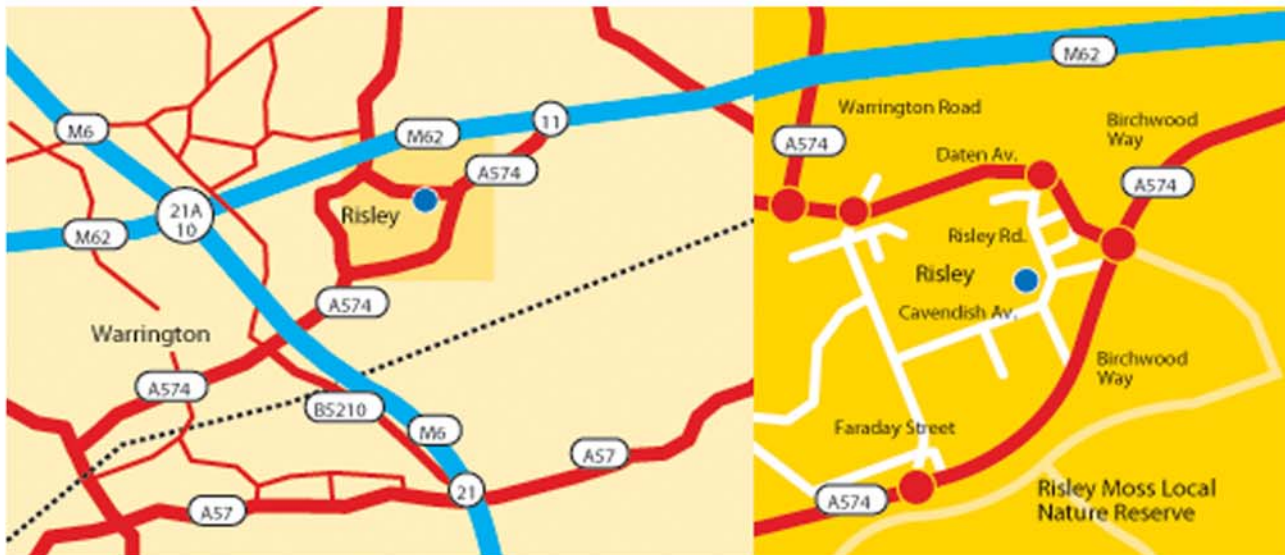 M6
M62
11
A574
21A
10
Risley
M62
A574
Warrington
A574
B5210
M6
A57
21
A57
M62
Warrington Road
Birchwood
Way
A574
Daten Av.
A574
Risley Rd.
Risley
Cavendish Av.
Birchwood
Way
Faraday Street
A574
Risley Moss Local
Nature Reserve